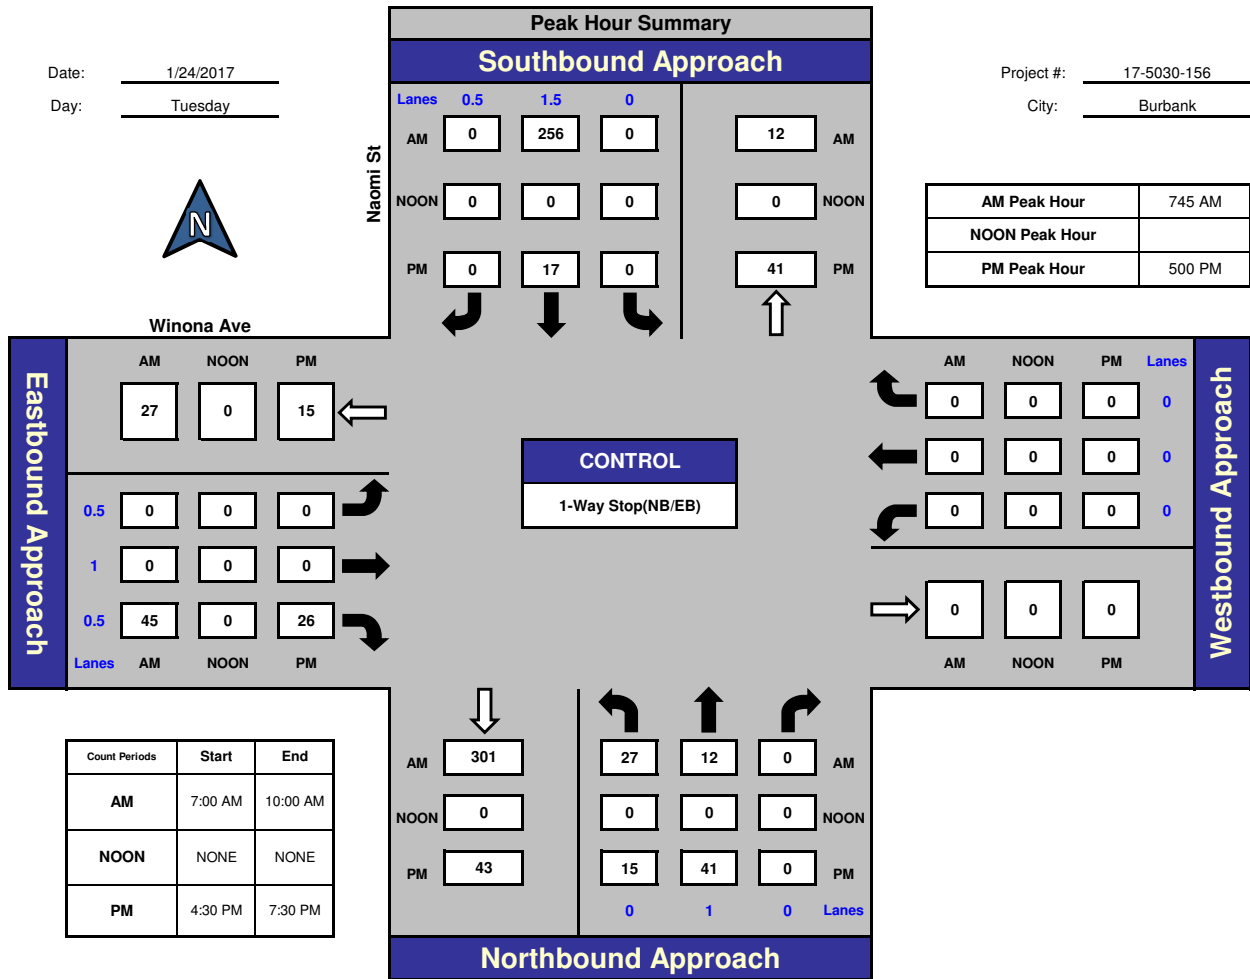 Peak Hour Summary
Southbound Approach
Date: 1/24/2017
Day: Tuesday
Project #: 17-5030-156
City: Burbank
N
Naomi St
Lanes 0.5 1.5 0
AM 0 256 0 12 AM
NOON 0 0 0 0 NOON
PM 0 17 0 41 PM
AM Peak Hour 745 AM
NOON Peak Hour
PM Peak Hour 500 PM
Winona Ave
Eastbound Approach
AM NOON PM
27 0 15
0.5 0 0 0
1 0 0 0
0.5 45 0 26
Lanes AM NOON PM
CONTROL
1-Way Stop(NB/EB)
AM NOON PM Lanes
0 0 0 0
0 0 0 0
0 0 0 0
0 0 0
AM NOON PM
Westbound Approach
Count Periods Start End
AM 7:00 AM 10:00 AM
NOON NONE NONE
PM 4:30 PM 7:30 PM
AM 301 27 12 0 AM
NOON 0 0 0 0 NOON
PM 43 15 41 0 PM
0 1 0 Lanes
Northbound Approach